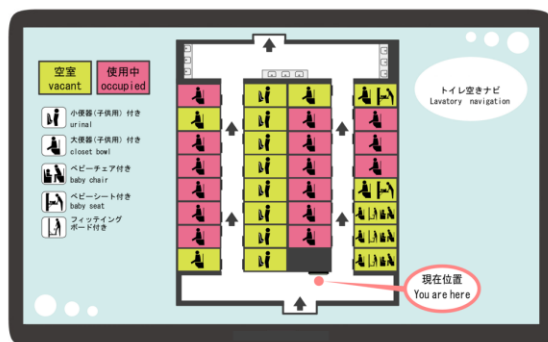 空室
vacant
使用中
occupied
トイレ空きナビ
Lavatory navigation
小便器(子供用)付き
urinal
大便器(子供用)付き
closet bowl
ベビーチェア付き
baby chair
ベビーシート付き
baby seat
フィッテイング
ボード付き
現在位置
You are here